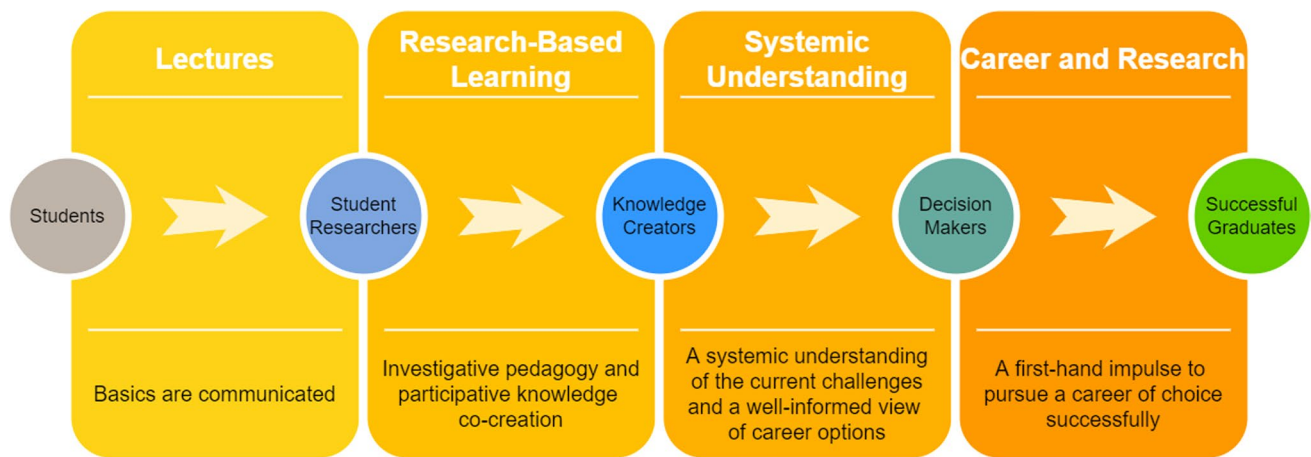 Lectures
Research-Based
Learning
Systemic
Understanding
Career and Research
Students
Student
Researchers
Knowledge
Creators
Decision
Makers
Successful
Graduates
Basics are communicated
Investigative pedagogy and
participative knowledge
co-creation
A systemic understanding
of the current challenges
and a well-informed view
of career options
A first-hand impulse to
pursue a career of choice
successfully